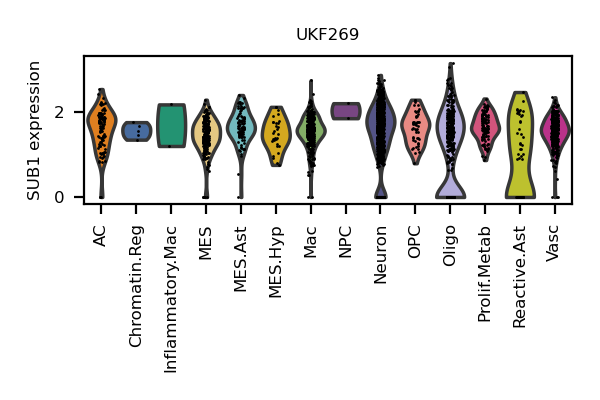 UKF269
SUB1 expression
2
0
AC
Chromatin.Reg
Inflammatory.Mac
MES
MES.Ast
MES.Hyp
Mac
NPC
Neuron
OPC
Oligo
Prolif.Metab
Reactive.Ast
Vasc